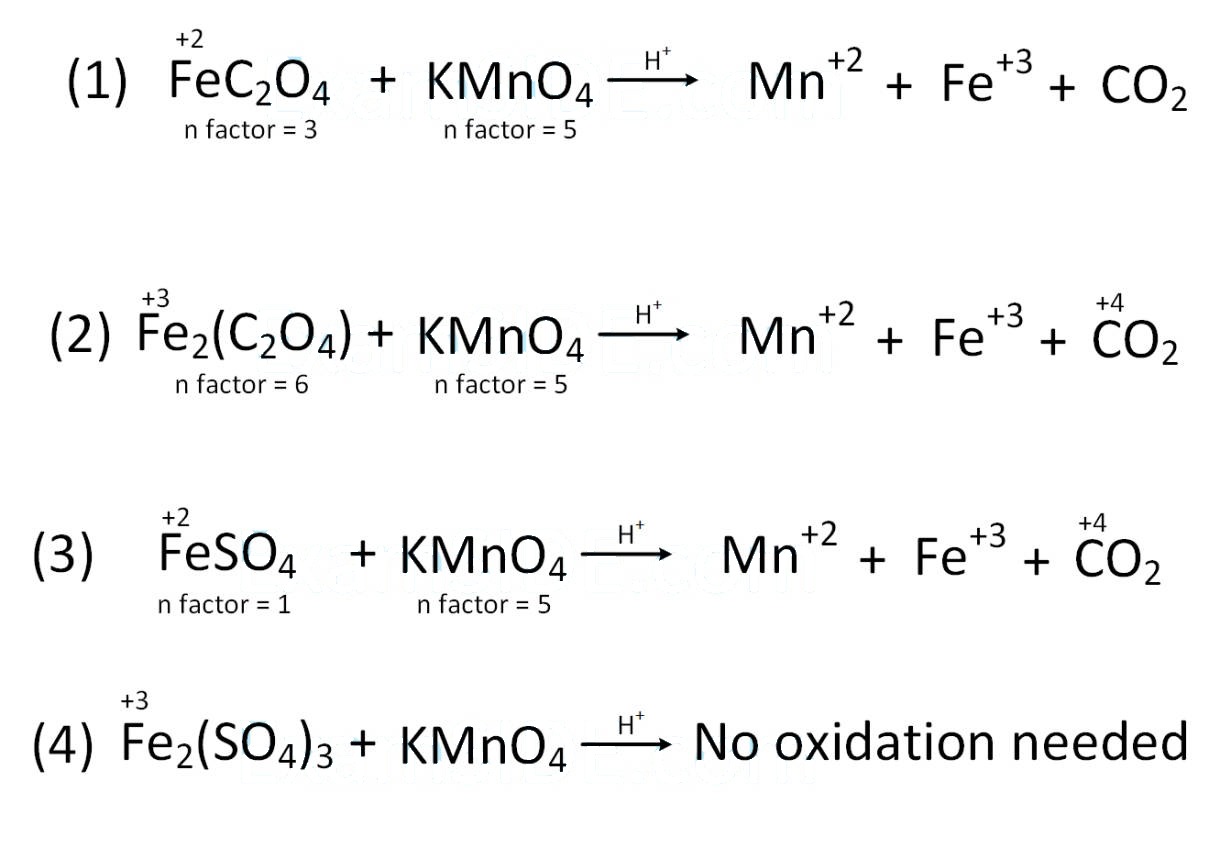 +2
(1) FeC₂O₄ + KMnO₄ H⁺→ Mn⁺² + Fe⁺³ + CO₂
n factor = 3 n factor = 5
+3 +4
(2) Fe₂(C₂O₄) + KMnO₄ H⁺→ Mn⁺² + Fe⁺³ + CO₂
n factor = 6 n factor = 5
+2 +4
(3) FeSO₄ + KMnO₄ H⁺→ Mn⁺² + Fe⁺³ + CO₂
n factor = 1 n factor = 5
+3
(4) Fe₂(SO₄)₃ + KMnO₄ H⁺→ No oxidation needed